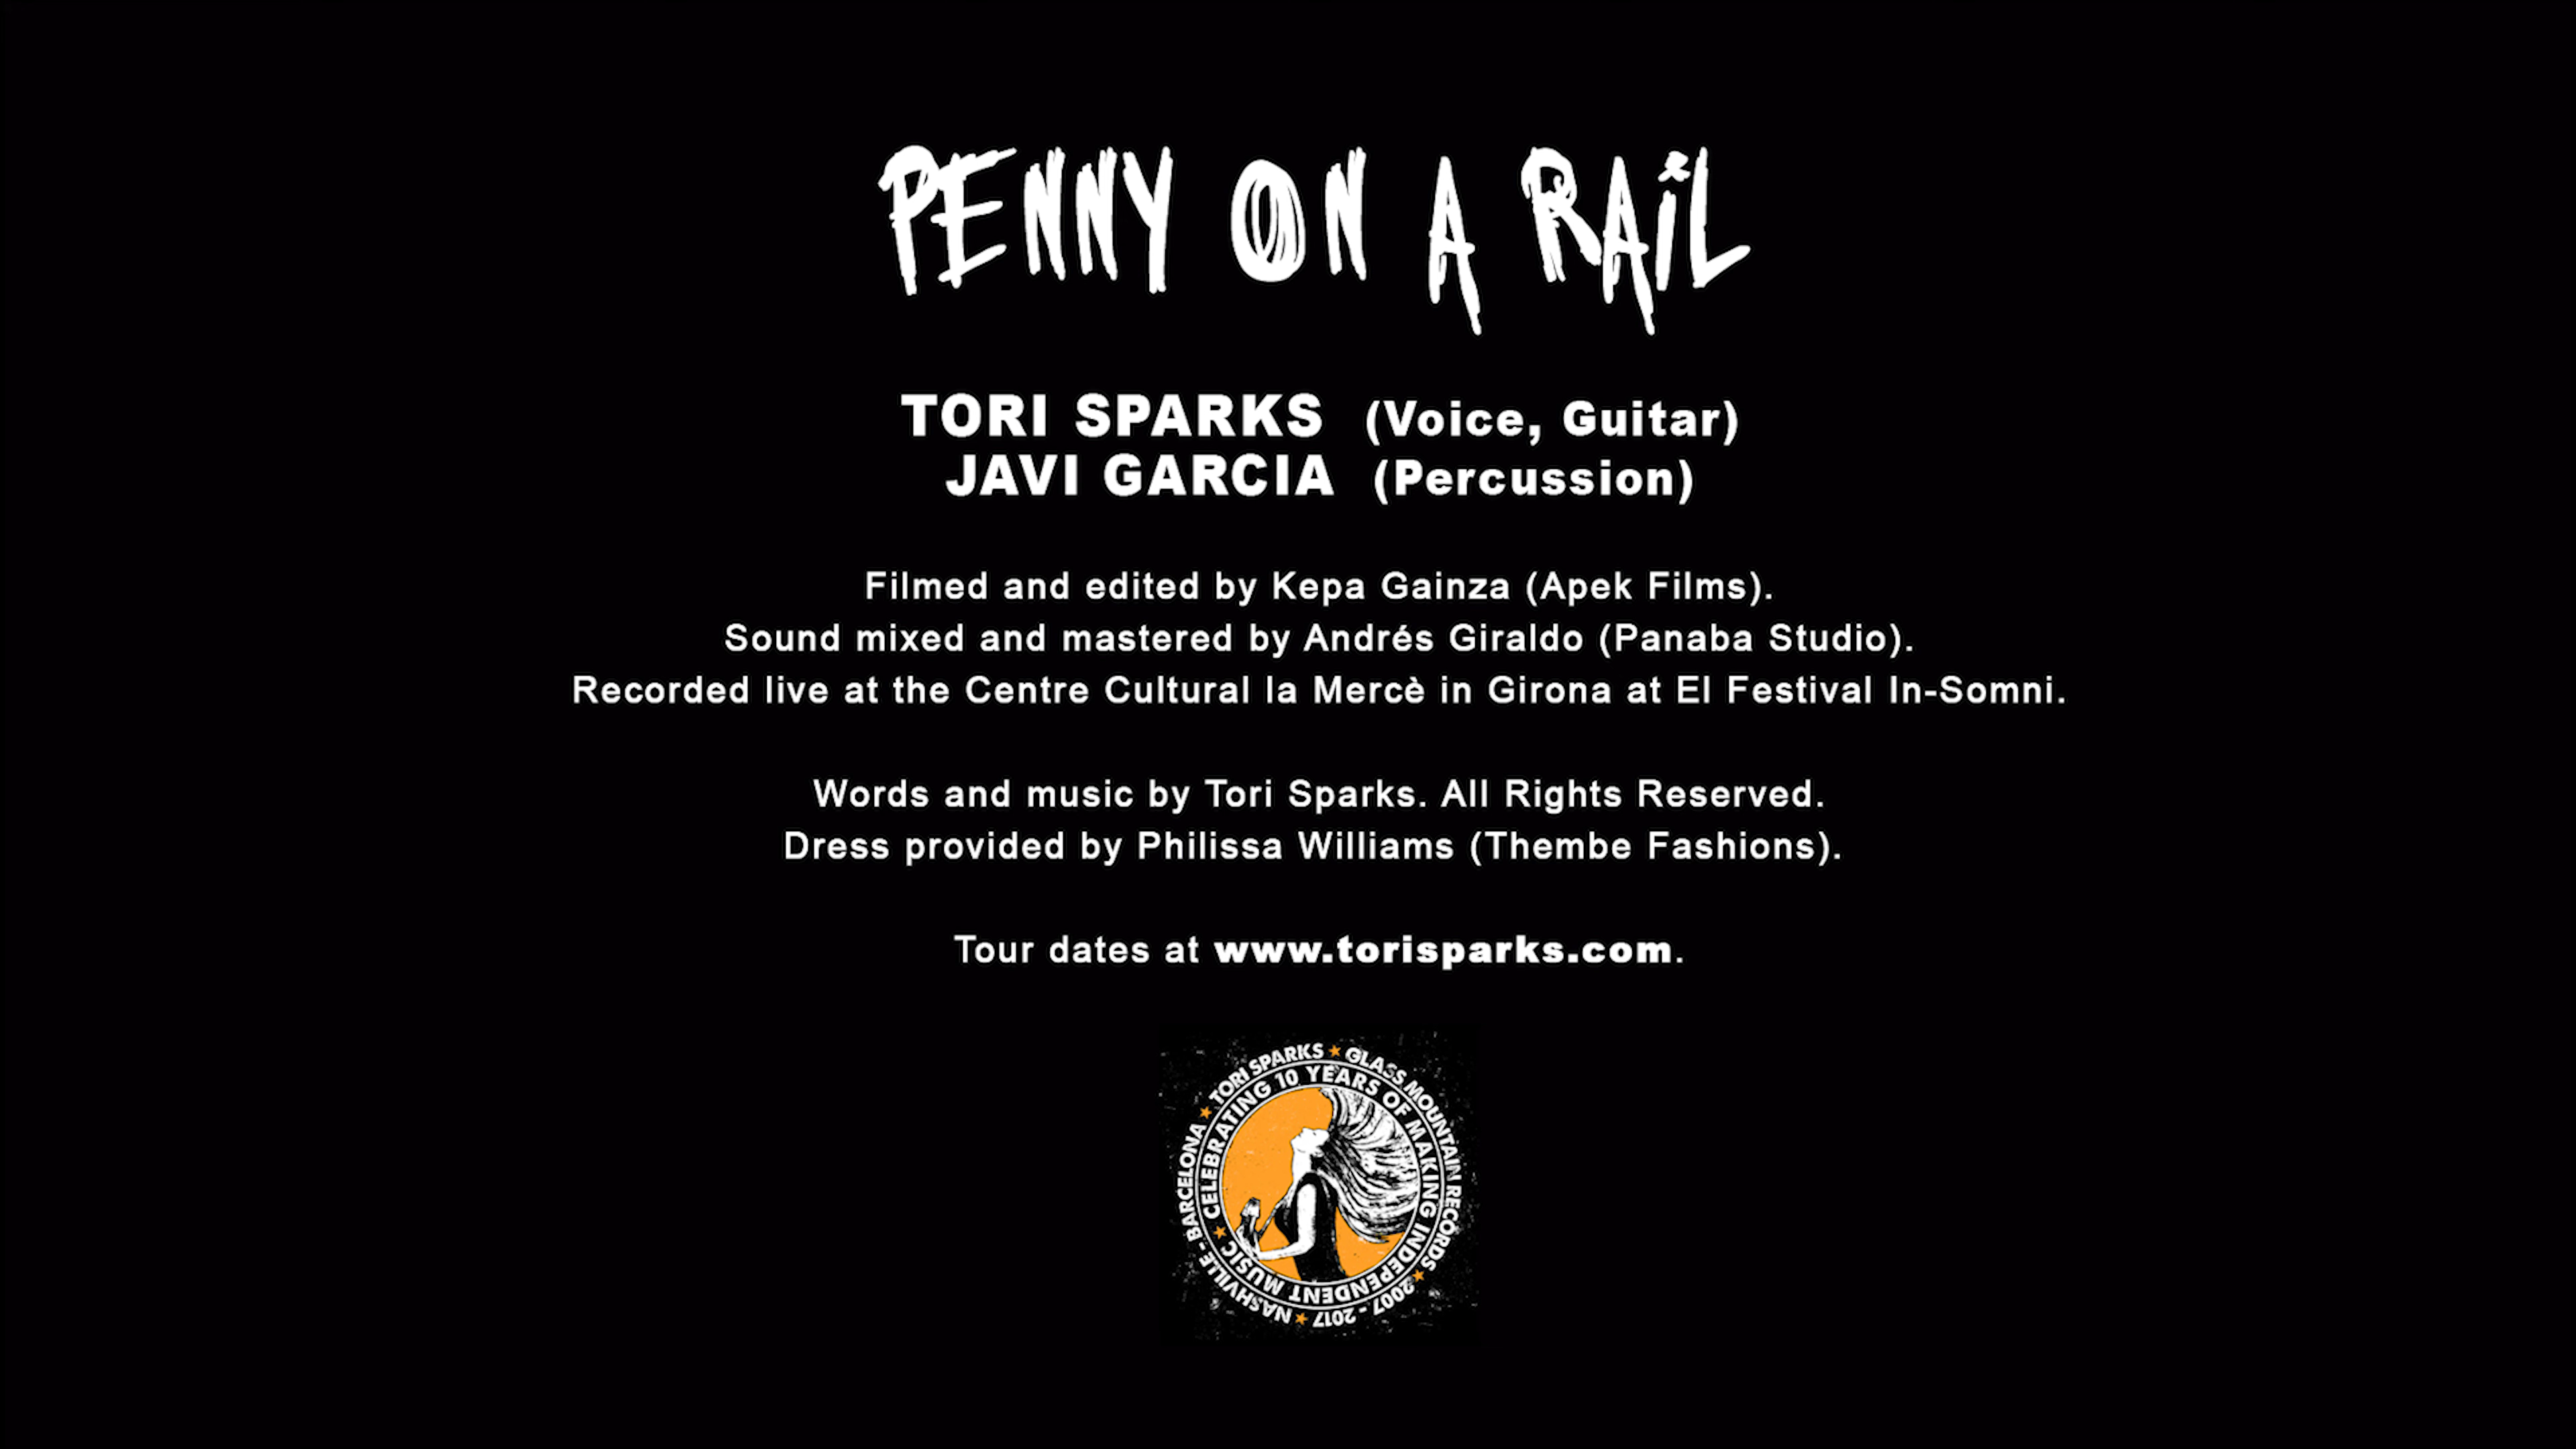 PENNY ON A RAIL
TORI SPARKS (Voice, Guitar)
JAVI GARCIA (Percussion)
Filmed and edited by Kepa Gainza (Apek Films).
Sound mixed and mastered by Andrés Giraldo (Panaba Studio).
Recorded live at the Centre Cultural la Mercè in Girona at El Festival In-Somni.
Words and music by Tori Sparks. All Rights Reserved.
Dress provided by Philissa Williams (Thembe Fashions).
Tour dates at www.torisparks.com.
TORI SPARKS ★ GLASS MOUNTAIN RECORDS ★ 2007 - 2017 ★ NASHVILLE - BARCELONA ★
CELEBRATING 10 YEARS OF MAKING INDEPENDENT MUSIC ★